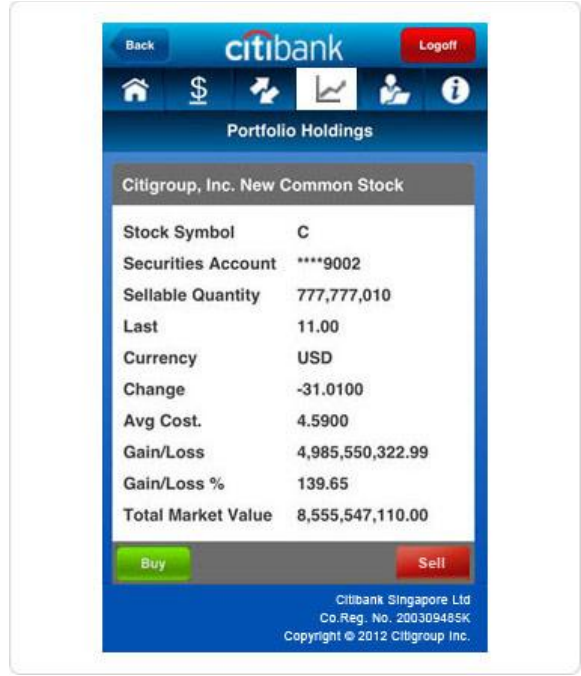 Back citibank Logoff
Portfolio Holdings
Citigroup, Inc. New Common Stock
Stock Symbol C
Securities Account ****9002
Sellable Quantity 777,777,010
Last 11.00
Currency USD
Change -31.0100
Avg Cost. 4.5900
Gain/Loss 4,985,550,322.99
Gain/Loss % 139.65
Total Market Value 8,555,547,110.00
Buy Sell
Citibank Singapore Ltd
Co.Reg. No. 200309485K
Copyright © 2012 Citigroup Inc.